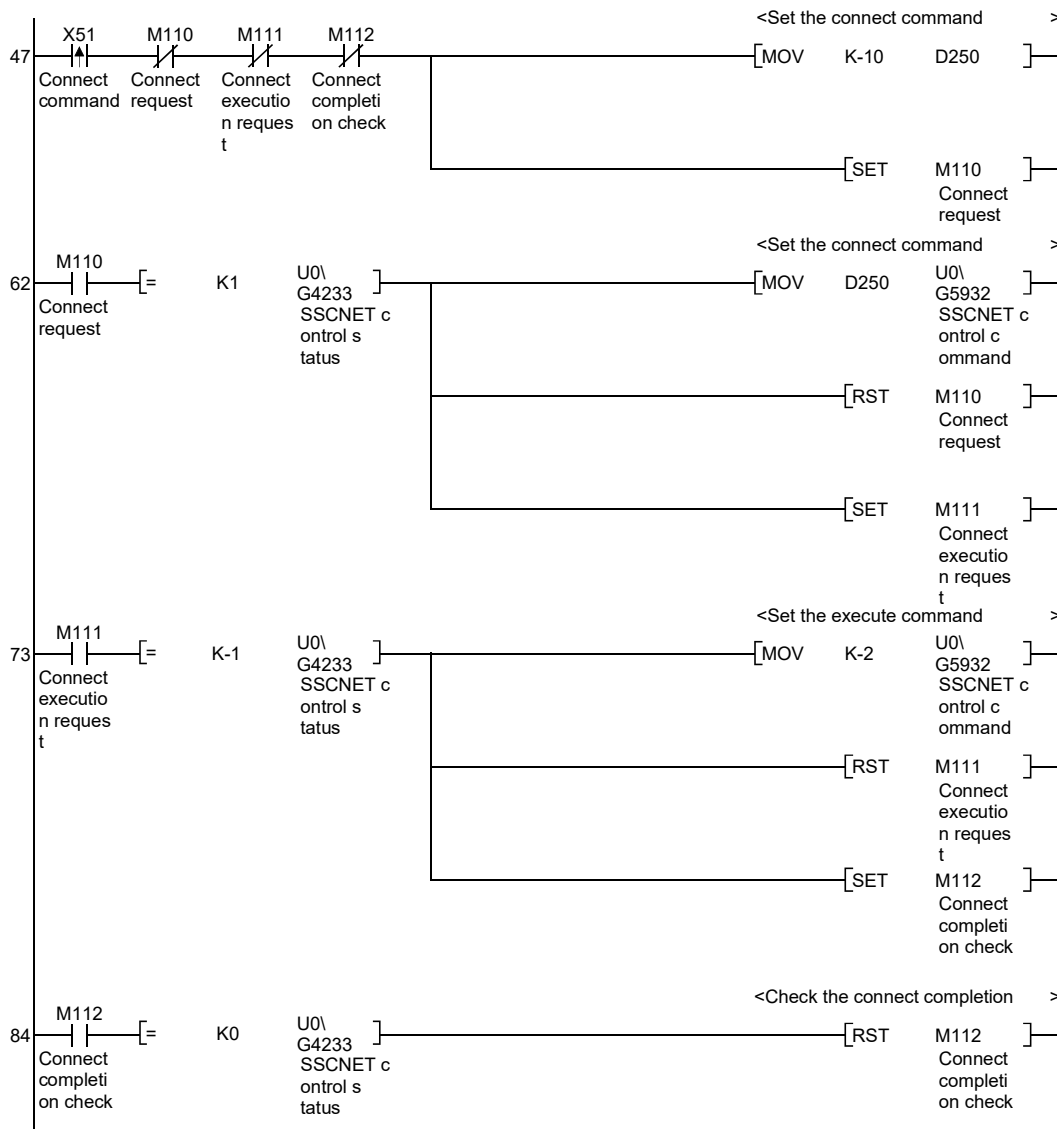 <Set the connect command >
X51 M110 M111 M112
47 [MOV K-10 D250 ]
Connect Connect Connect Connect
command request executio completi
n reques on check
t
[SET M110 ]
Connect
request
<Set the connect command >
M110
62 [= K1 U0\ ] [MOV D250 U0\ ]
G4233 G5932
Connect SSCNET c SSCNET c
request ontrol s ontrol c
tatus ommand
[RST M110 ]
Connect
request
[SET M111 ]
Connect
executio
n reques
t
<Set the execute command >
M111
73 [= K-1 U0\ ] [MOV K-2 U0\ ]
G4233 G5932
Connect SSCNET c SSCNET c
executio ontrol s ontrol c
n reques tatus ommand
t
[RST M111 ]
Connect
executio
n reques
t
[SET M112 ]
Connect
completi
on check
<Check the connect completion >
M112
84 [= K0 U0\ ] [RST M112 ]
G4233
Connect SSCNET c Connect
completi ontrol s completi
on check tatus on check